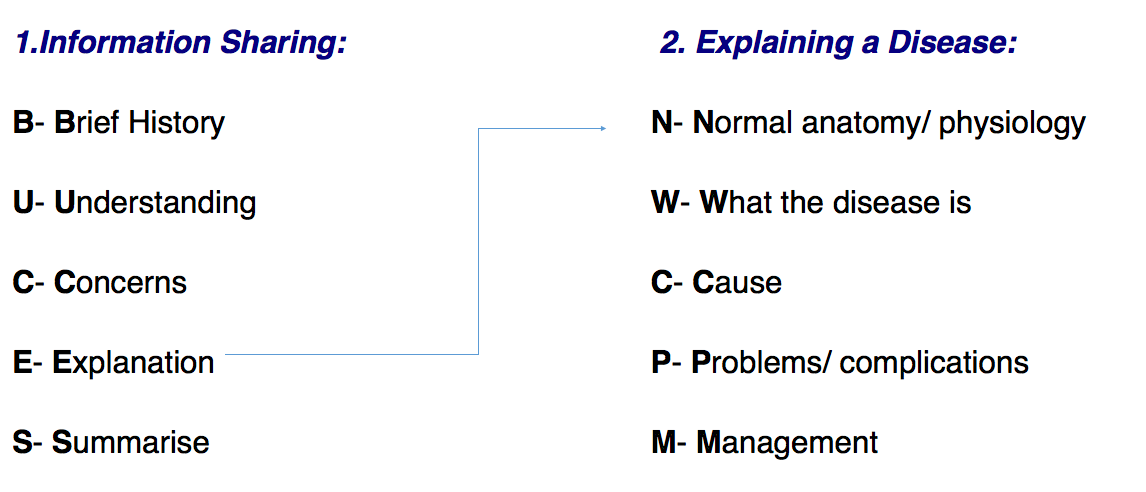 1.Information Sharing:
B- Brief History
U- Understanding
C- Concerns
E- Explanation
S- Summarise
2. Explaining a Disease:
N- Normal anatomy/ physiology
W- What the disease is
C- Cause
P- Problems/ complications
M- Management